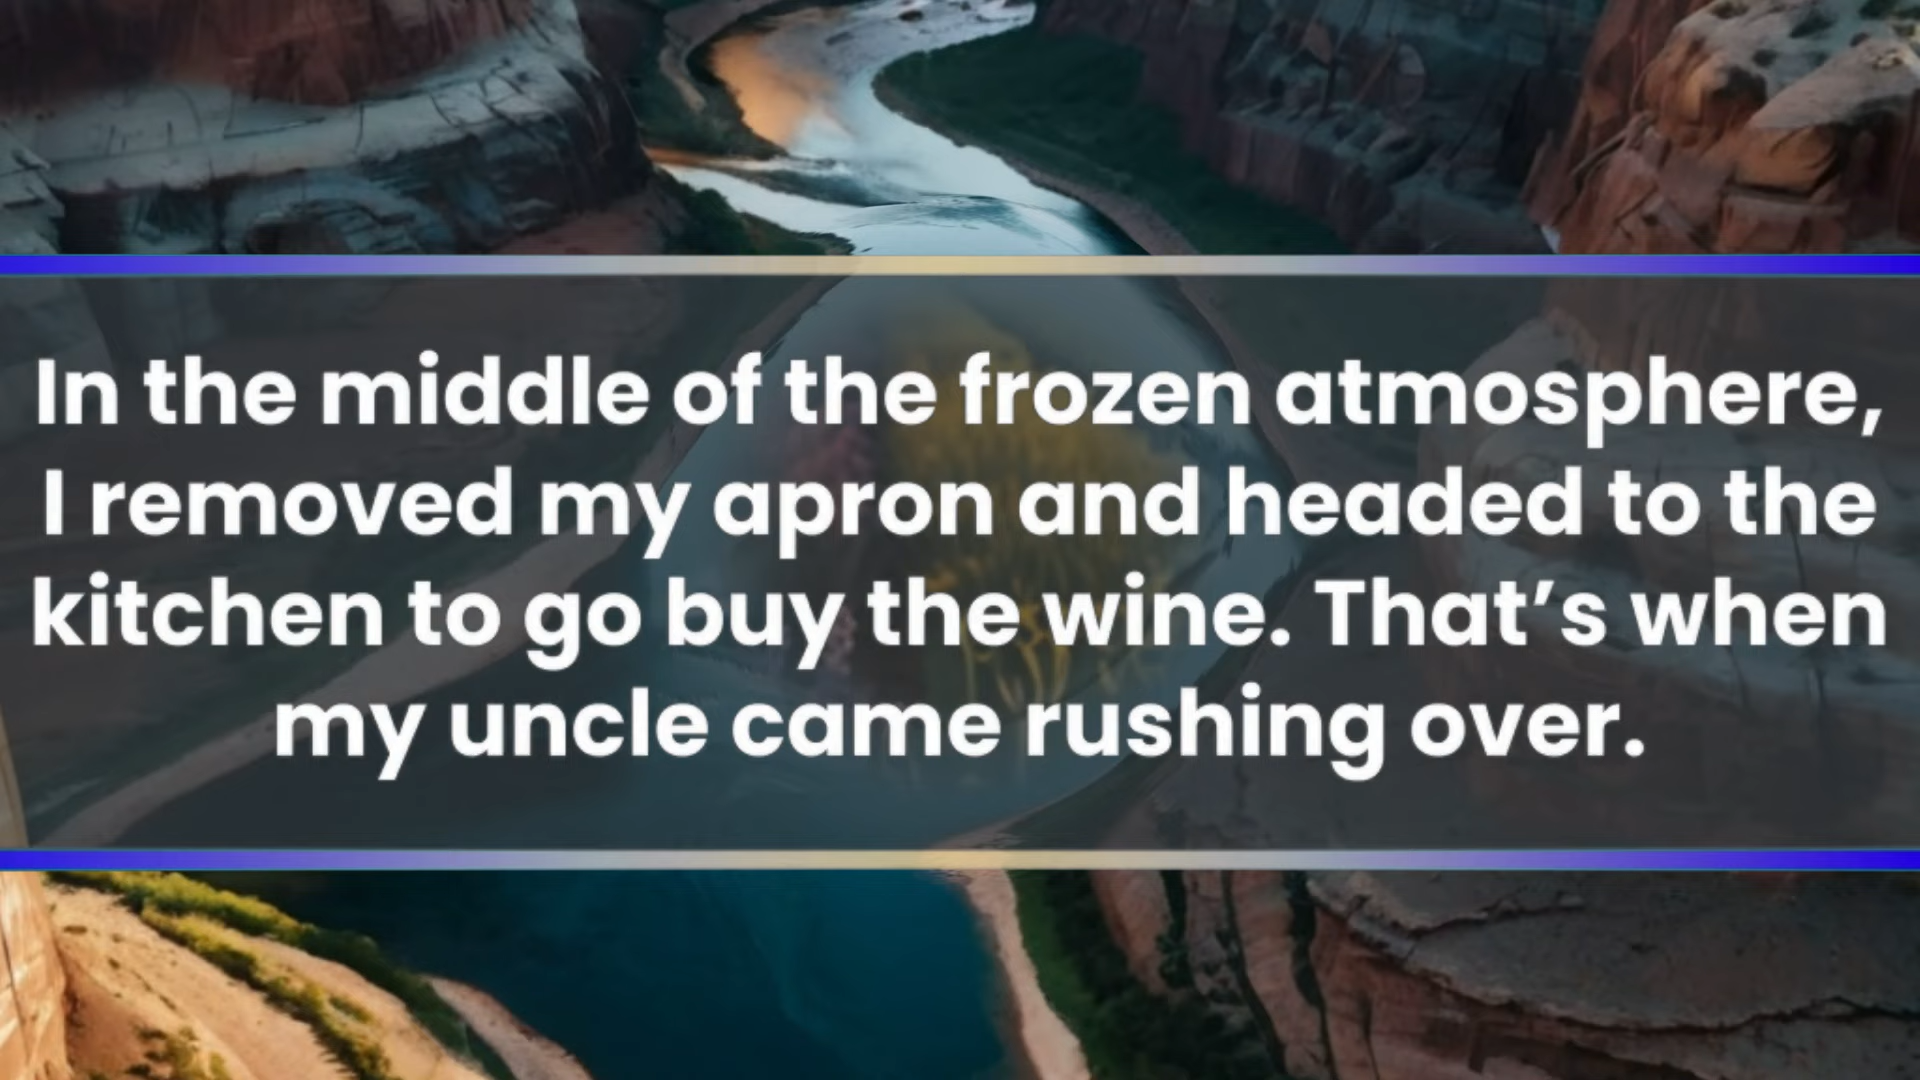 In the middle of the frozen atmosphere,
I removed my apron and headed to the
kitchen to go buy the wine. That’s when
my uncle came rushing over.